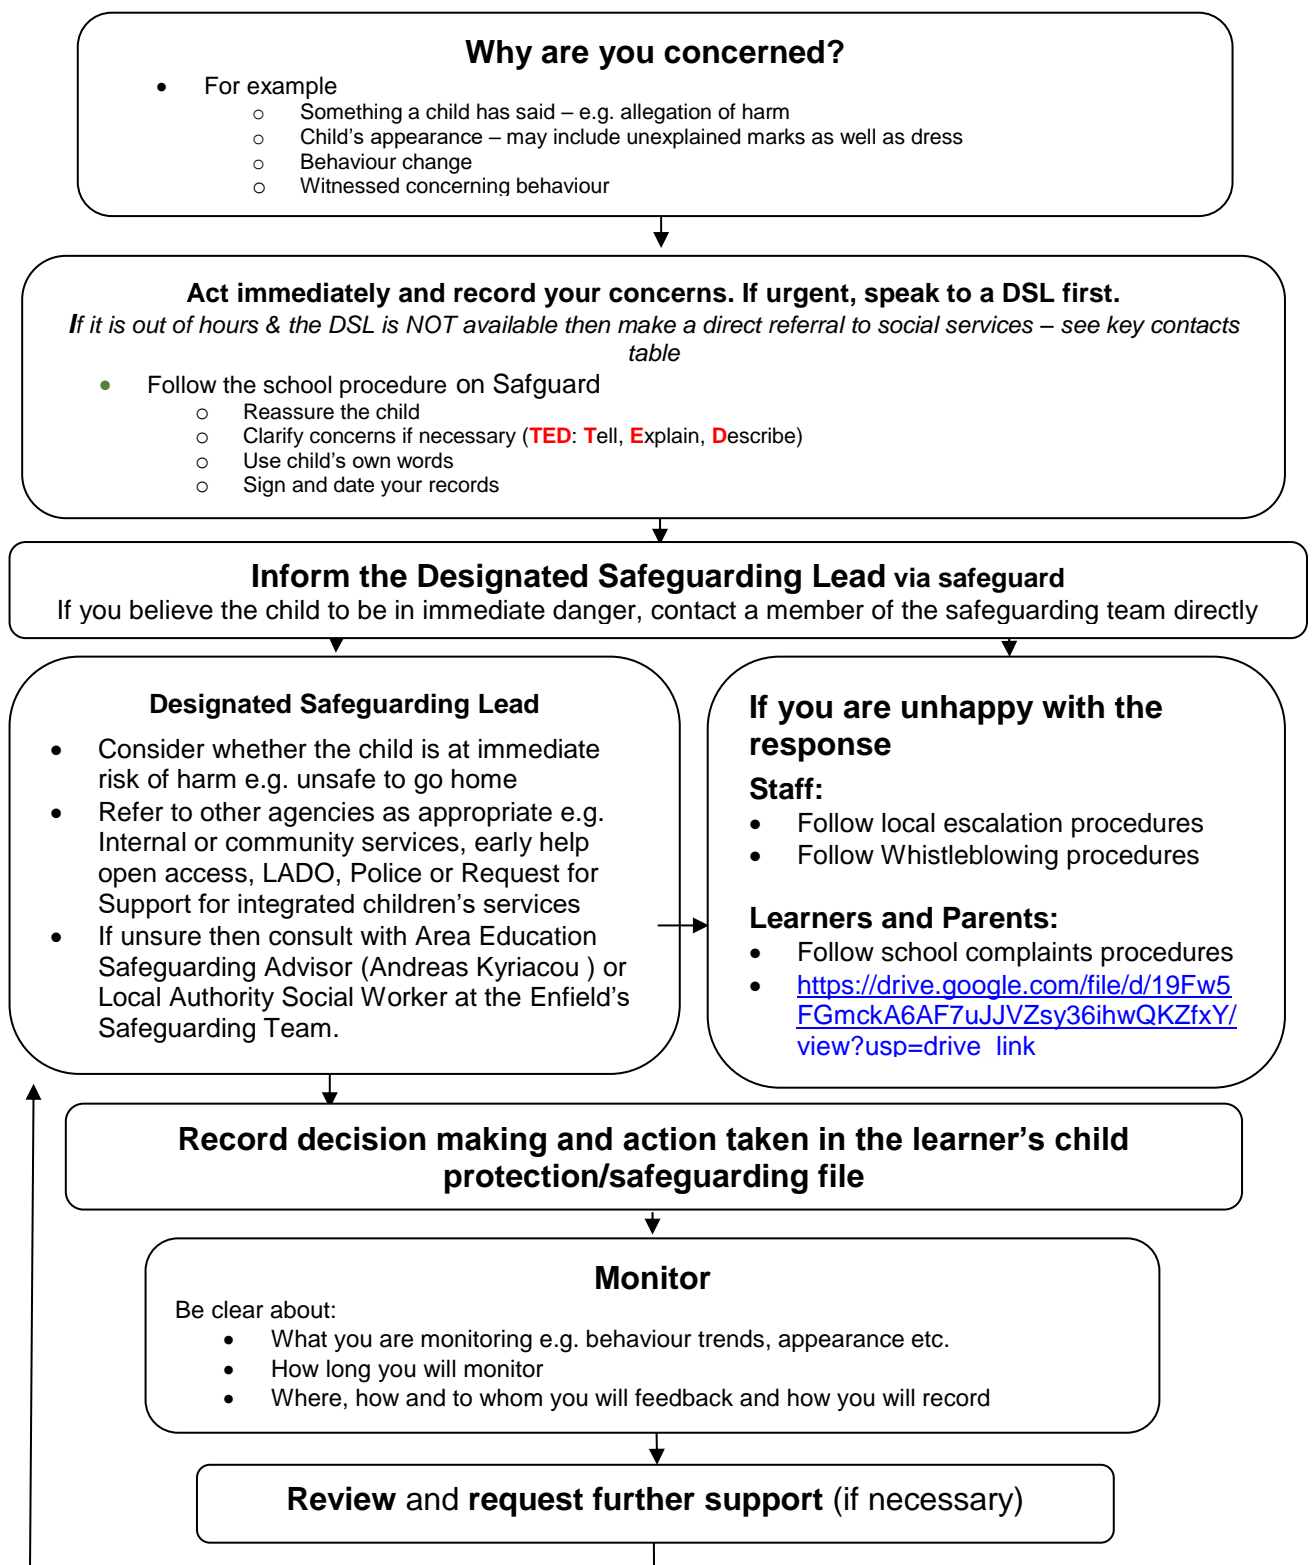 Why are you concerned?
• For example
o Something a child has said – e.g. allegation of harm
o Child's appearance – may include unexplained marks as well as dress
o Behaviour change
o Witnessed concerning behaviour
Act immediately and record your concerns. If urgent, speak to a DSL first.
If it is out of hours & the DSL is NOT available then make a direct referral to social services – see key contacts
table
• Follow the school procedure on Safguard
o Reassure the child
o Clarify concerns if necessary (TED: Tell, Explain, Describe)
o Use child's own words
o Sign and date your records
Inform the Designated Safeguarding Lead via safeguard
If you believe the child to be in immediate danger, contact a member of the safeguarding team directly
Designated Safeguarding Lead
• Consider whether the child is at immediate
risk of harm e.g. unsafe to go home
• Refer to other agencies as appropriate e.g.
Internal or community services, early help
open access, LADO, Police or Request for
Support for integrated children's services
• If unsure then consult with Area Education
Safeguarding Advisor (Andreas Kyriacou ) or
Local Authority Social Worker at the Enfield's
Safeguarding Team.
If you are unhappy with the
response
Staff:
• Follow local escalation procedures
• Follow Whistleblowing procedures
Learners and Parents:
• Follow school complaints procedures
• https://drive.google.com/file/d/19Fw5
FGmckA6AF7uJJVZsy36ihwQKZfxY/
view?usp=drive_link
Record decision making and action taken in the learner's child
protection/safeguarding file
Monitor
Be clear about:
• What you are monitoring e.g. behaviour trends, appearance etc.
• How long you will monitor
• Where, how and to whom you will feedback and how you will record
Review and request further support (if necessary)